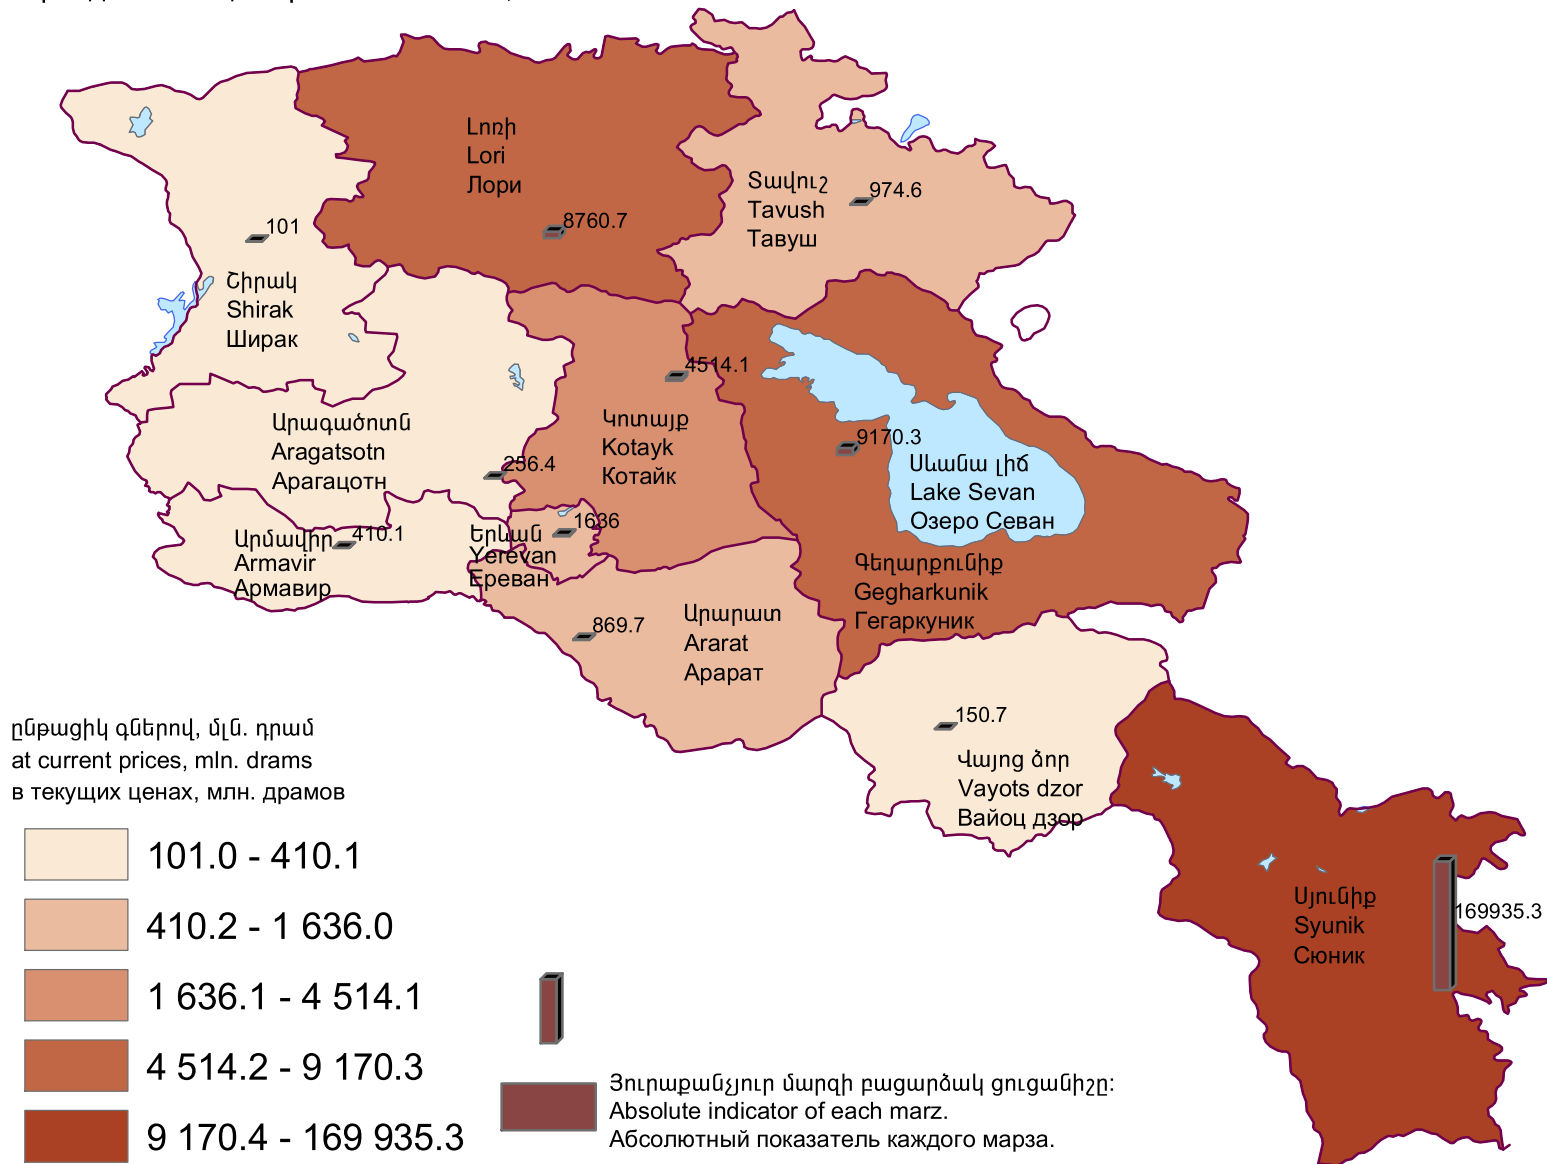 Լոռի
Lori
Лори
8760.7
Տավուշ
Tavush
Тавуш
974.6
101
Շիրակ
Shirak
Ширак
4514.1
Կոտայք
Kotayk
Котайк
9170.3
Սևանա լիճ
Lake Sevan
Озеро Севан
Արագածոտն
Aragatsotn
Арагацотн
256.4
Արմավիր
Armavir
Армавир
410.1
Երևան
Yerevan
Ереван
1636
Գեղարքունիք
Gegharkunik
Гегаркуник
869.7
Արարատ
Ararat
Арарат
150.7
Վայոց ձոր
Vayots dzor
Вайоц дзор
Սյունիք
Syunik
Сюник
169935.3
ընթացիկ գներով, մլն. դրամ
at current prices, mln. drams
в текущих ценах, млн. драмов
101.0 - 410.1
410.2 - 1 636.0
1 636.1 - 4 514.1
4 514.2 - 9 170.3
9 170.4 - 169 935.3
Յուրաքանչյուր մարզի բացարձակ ցուցանիշը:
Absolute indicator of each marz.
Абсолютный показатель каждого марза.